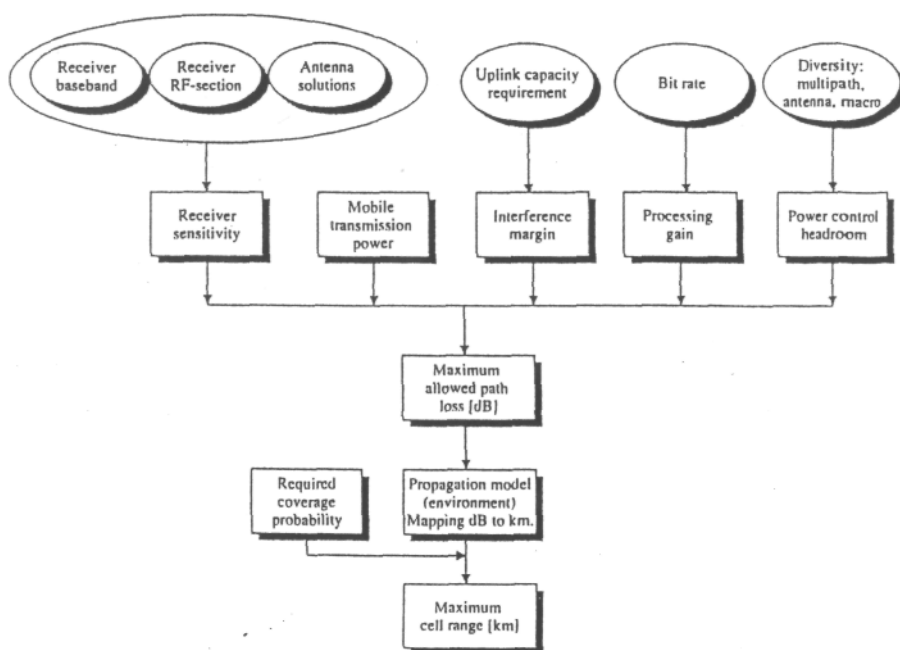 Receiver
baseband
Receiver
RF-section
Antenna
solutions
Uplink capacity
requirement
Bit rate
Diversity:
multipath,
antenna, macro
Receiver
sensitivity
Mobile
transmission
power
Interference
margin
Processing
gain
Power control
headroom
Maximum
allowed path
loss [dB]
Required
coverage
probability
Propagation model
(environment)
Mapping dB to km.
Maximum
cell range [km]